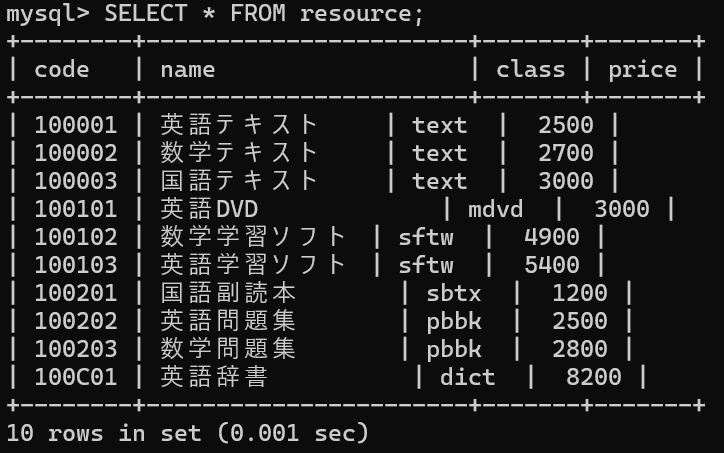 mysql> SELECT * FROM resource;
+--------+-----------------------+-------+-------+
| code   | name                  | class | price |
+--------+-----------------------+-------+-------+
| 100001 | 英語テキスト     | text  |  2500 |
| 100002 | 数学テキスト     | text  |  2700 |
| 100003 | 国語テキスト     | text  |  3000 |
| 100101 | 英語DVD             | mdvd  |  3000 |
| 100102 | 数学学習ソフト  | sftw  |  4900 |
| 100103 | 英語学習ソフト  | sftw  |  5400 |
| 100201 | 国語副読本       | sbtx  |  1200 |
| 100202 | 英語問題集       | pbbk  |  2500 |
| 100203 | 数学問題集       | pbbk  |  2800 |
| 100C01 | 英語辞書          | dict  |  8200 |
+--------+-----------------------+-------+-------+
10 rows in set (0.001 sec)